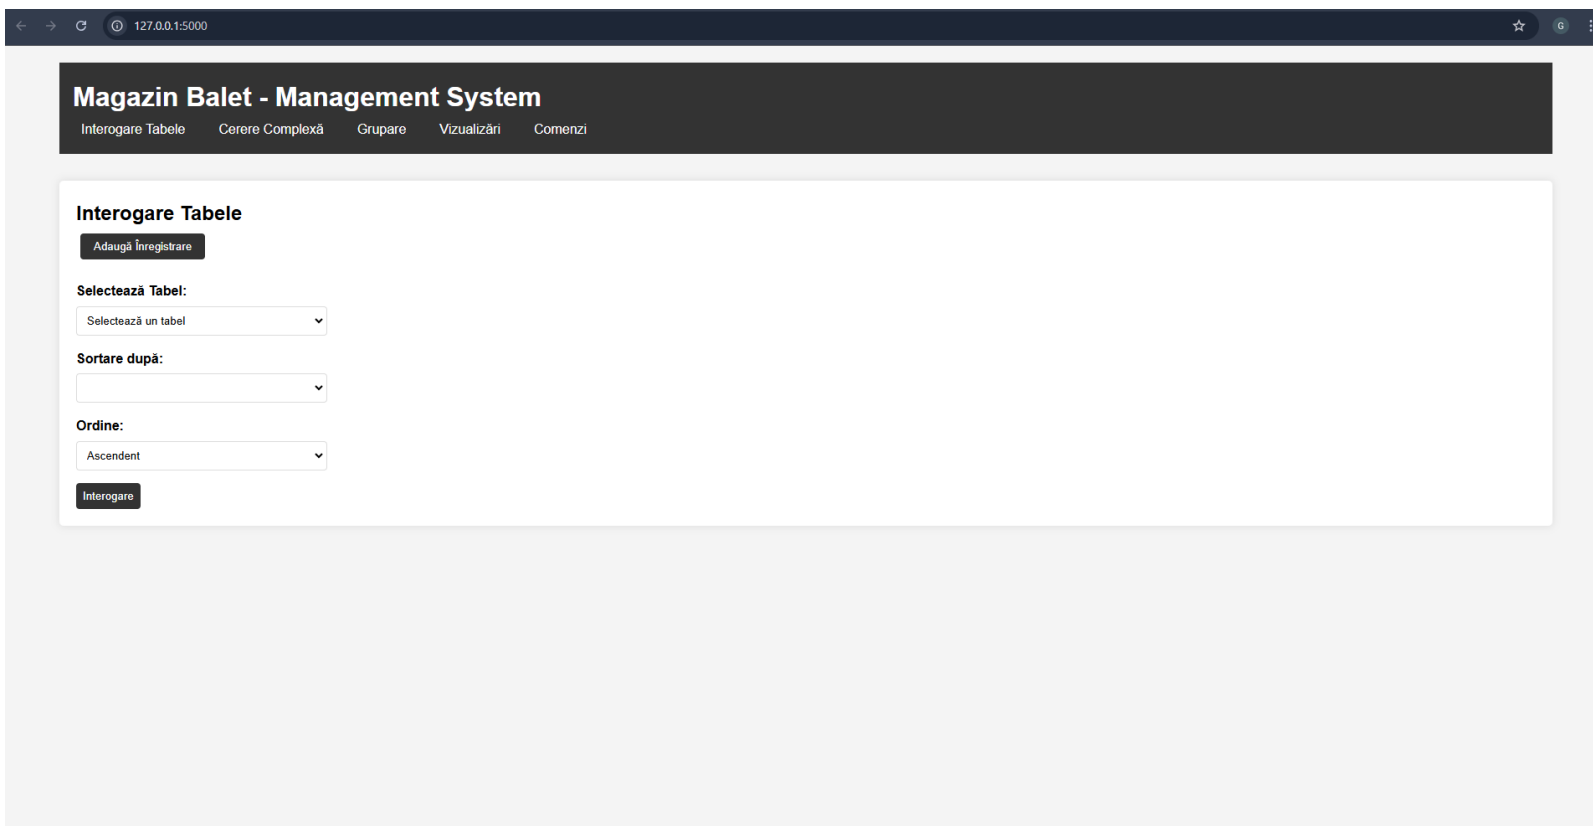 127.0.0.1:5000
G
Magazin Balet - Management System
Interogare Tabele Cerere Complexă Grupare Vizualizări Comenzi
Interogare Tabele
Adaugă Înregistrare
Selectează Tabel:
Selectează un tabel
Sortare după:
Ordine:
Ascendent
Interogare